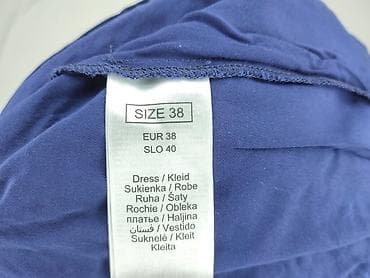 SIZE 38
EUR 38
SLO 40
Dress / Kleid
Sukienka / Robe
Ruha / Šaty
Rochie / Obleka
платье / Haljina
فستان / Vestido
Suknelė / Kleit
Kleita